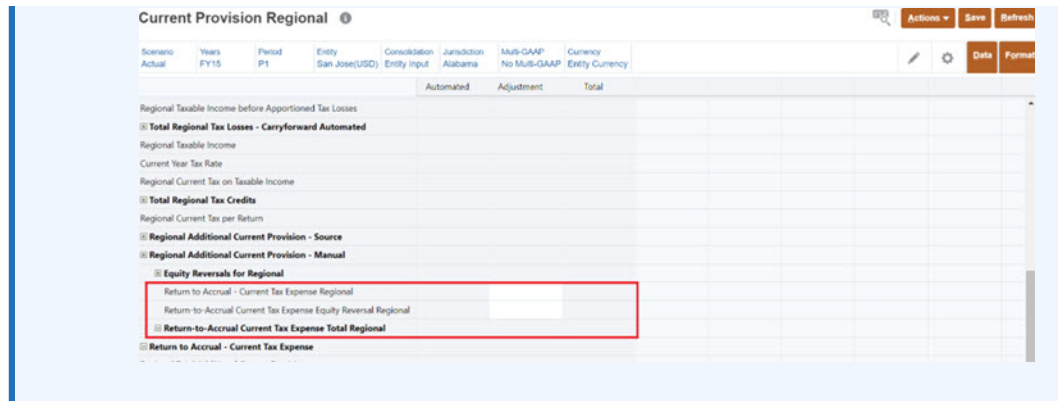 Current Provision Regional
Actions Save Refresh
Scenario Years Period Entity Consolidation Jurisdiction Multi-GAAP Currency
Actual FY15 P1 San Jose(USD) Entity Input Alabama No Multi-GAAP Entity Currency
Data Format
Automated Adjustment Total
Regional Taxable Income before Apportioned Tax Losses
Total Regional Tax Losses - Carryforward Automated
Regional Taxable Income
Current Year Tax Rate
Regional Current Tax on Taxable Income
Total Regional Tax Credits
Regional Current Tax per Return
Regional Additional Current Provision - Source
Regional Additional Current Provision - Manual
Equity Reversals for Regional
Return to Accrual - Current Tax Expense Regional
Return-to-Accrual Current Tax Expense Equity Reversal Regional
Return-to-Accrual Current Tax Expense Total Regional
Return to Accrual - Current Tax Expense